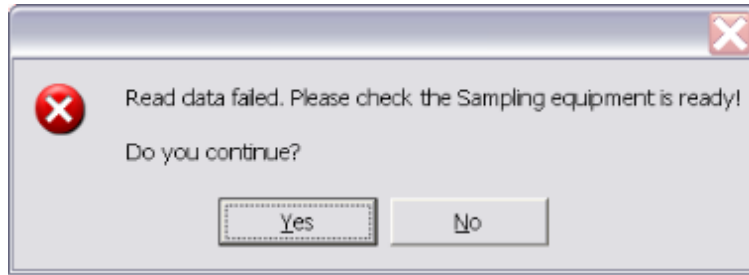 Read data failed. Please check the Sampling equipment is ready!
Do you continue?
Yes
No